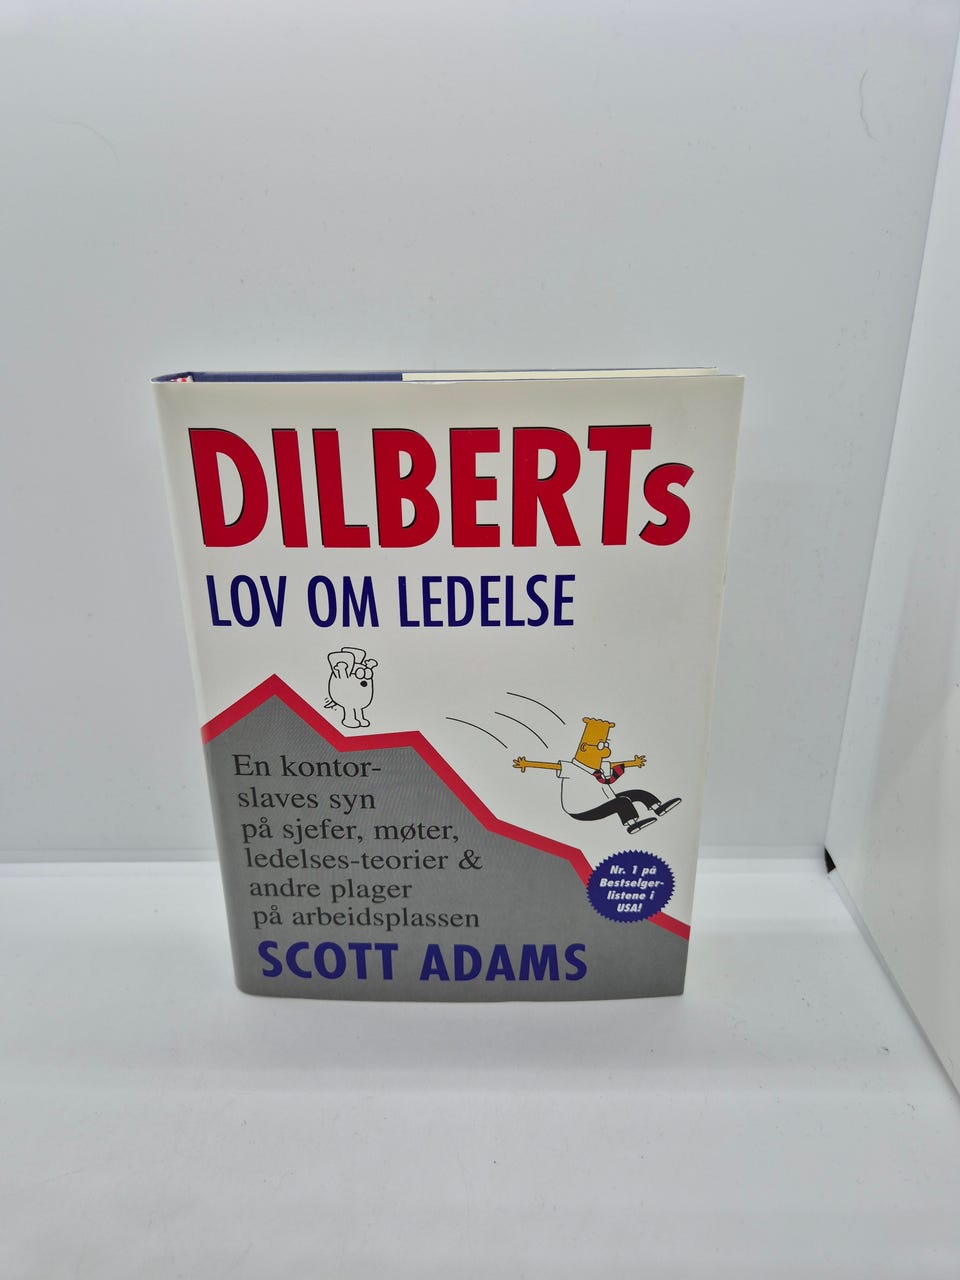 DILBERTs
LOV OM LEDELSE
En kontor-
slaves syn
på sjefer, møter,
ledelses-teorier &
andre plager
på arbeidsplassen
Nr. 1 på
Bestselger-
listene i
USA!
SCOTT ADAMS